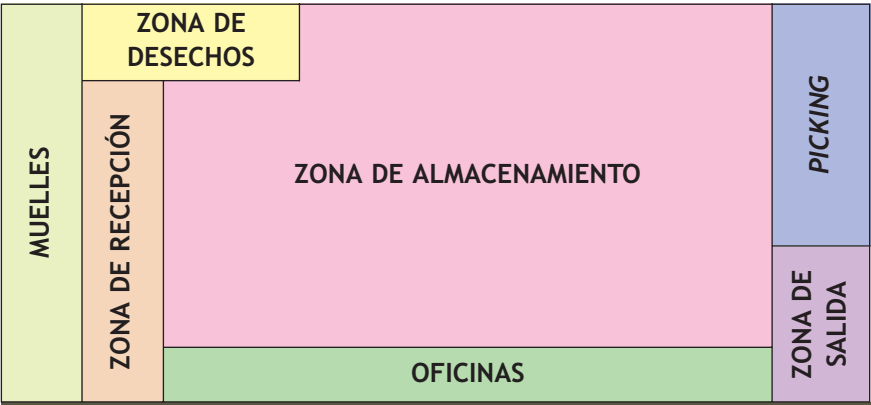 ZONA DE
DESECHOS
MUELLES
ZONA DE RECEPCIÓN
ZONA DE ALMACENAMIENTO
PICKING
ZONA DE
SALIDA
OFICINAS